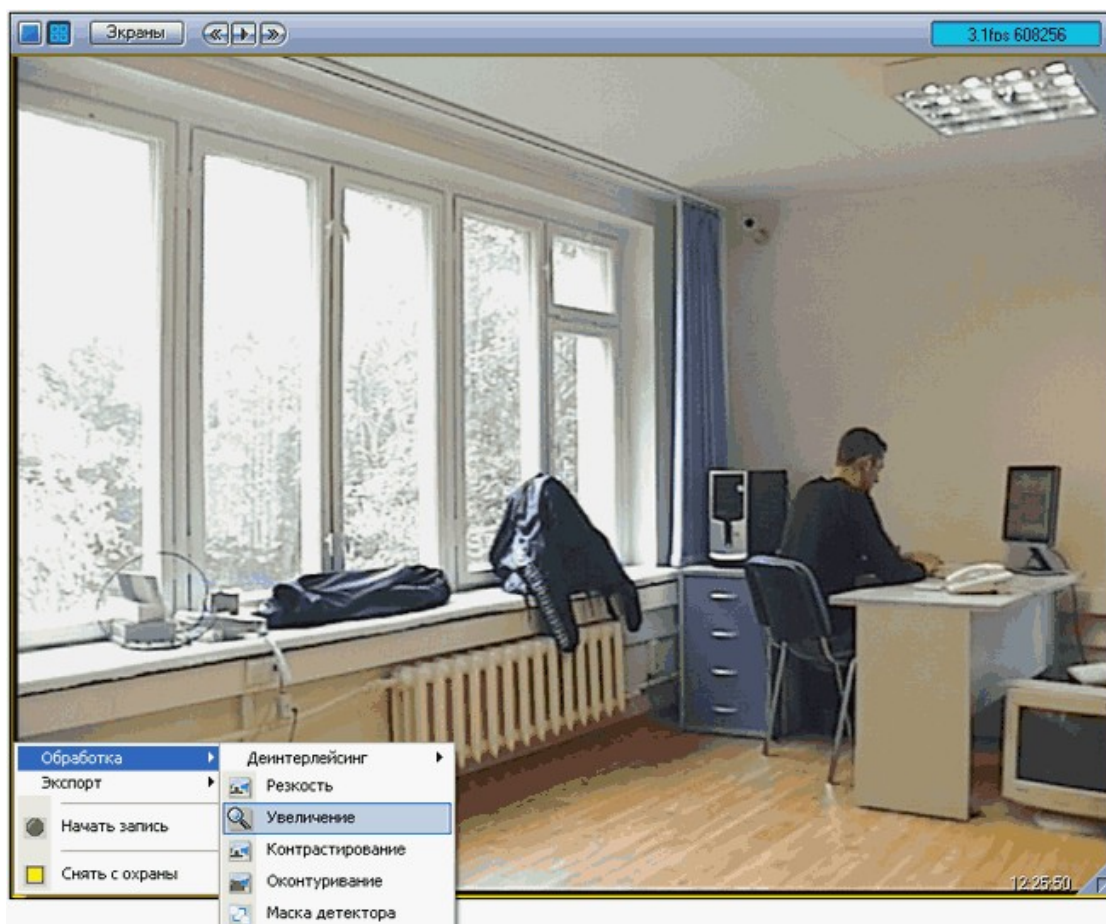 Экраны
3.1fps 608256
Обработка
Экспорт
Начать запись
Снять с охраны
Деинтерлейсинг
Резкость
Увеличение
Контрастирование
Оконтуривание
Маска детектора
12:25:50